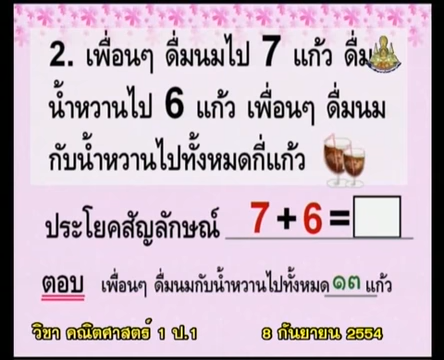 2. เพื่อนๆ ดื่มนมไป 7 แก้ว ดื่ม
น้ำหวานไป 6 แก้ว เพื่อนๆ ดื่มนม
กับน้ำหวานไปทั้งหมดกี่แก้ว
ประโยคสัญลักษณ์ 7+6=
ตอบ เพื่อนๆ ดื่มนมกับน้ำหวานไปทั้งหมด ๑๓ แก้ว
วิชา คณิตศาสตร์ 1 ป.1 8 กันยายน 2554